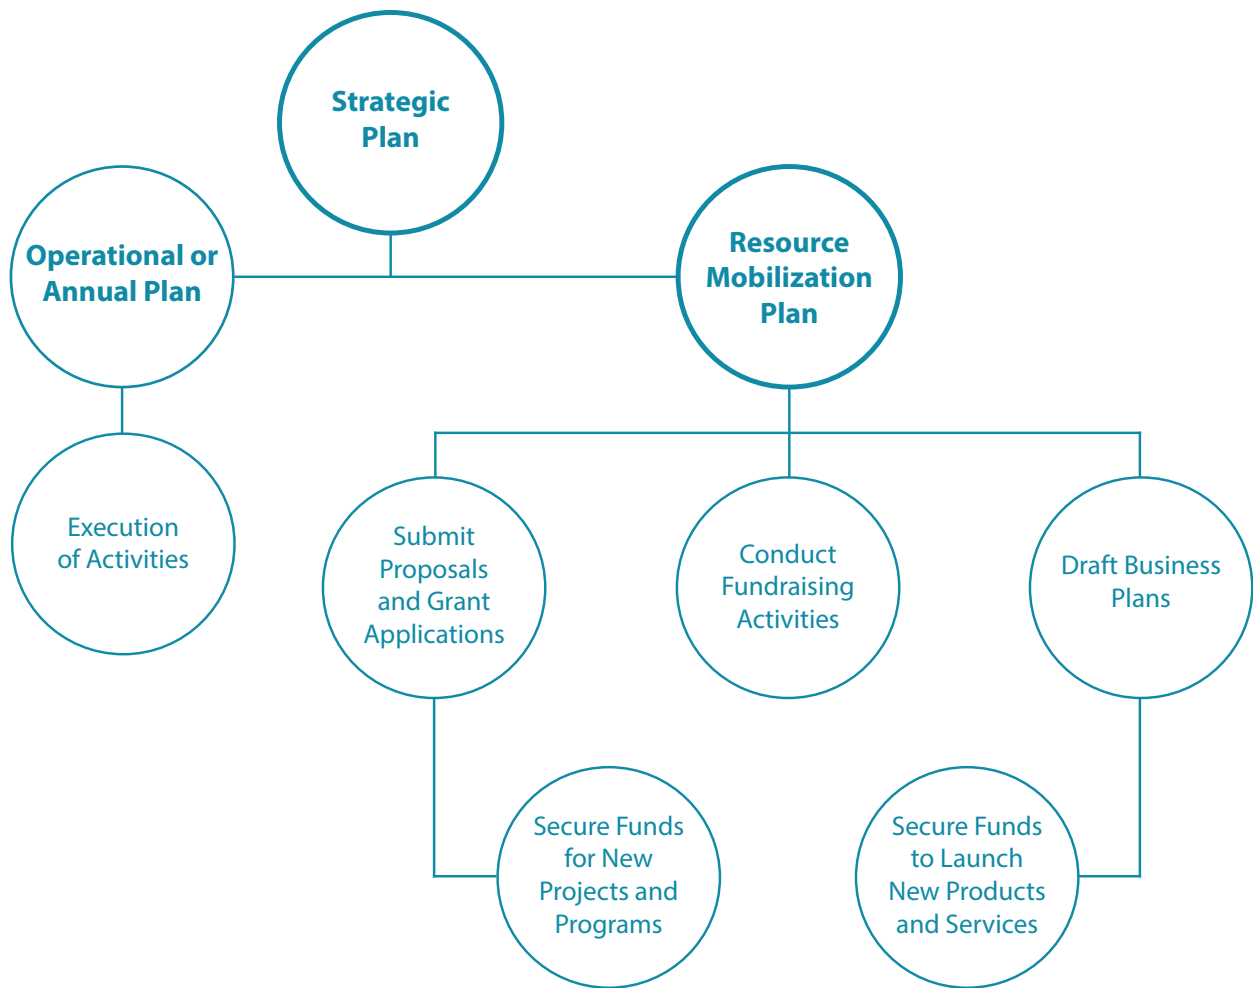 Strategic
Plan
Operational or
Annual Plan
Resource
Mobilization
Plan
Execution
of Activities
Submit
Proposals
and Grant
Applications
Conduct
Fundraising
Activities
Draft Business
Plans
Secure Funds
for New
Projects and
Programs
Secure Funds
to Launch
New Products
and Services